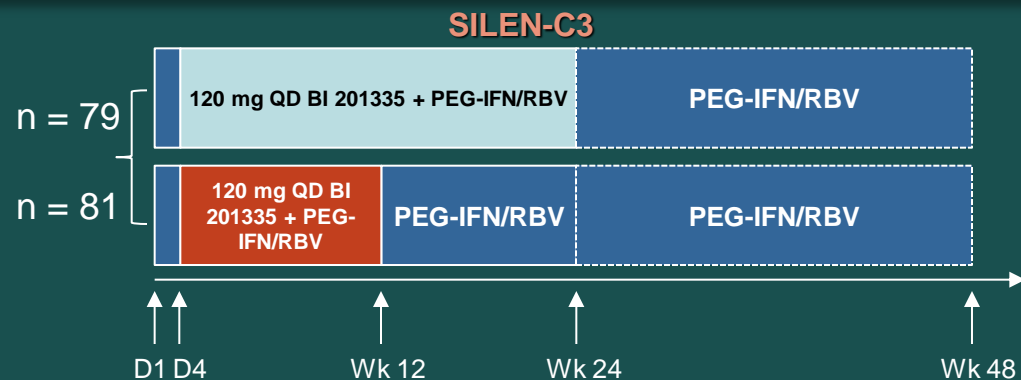 SILEN-C3
n = 79
120 mg QD BI 201335 + PEG-IFN/RBV
PEG-IFN/RBV
n = 81
120 mg QD BI
201335 + PEG-
IFN/RBV
PEG-IFN/RBV
PEG-IFN/RBV
D1 D4 Wk 12 Wk 24 Wk 48